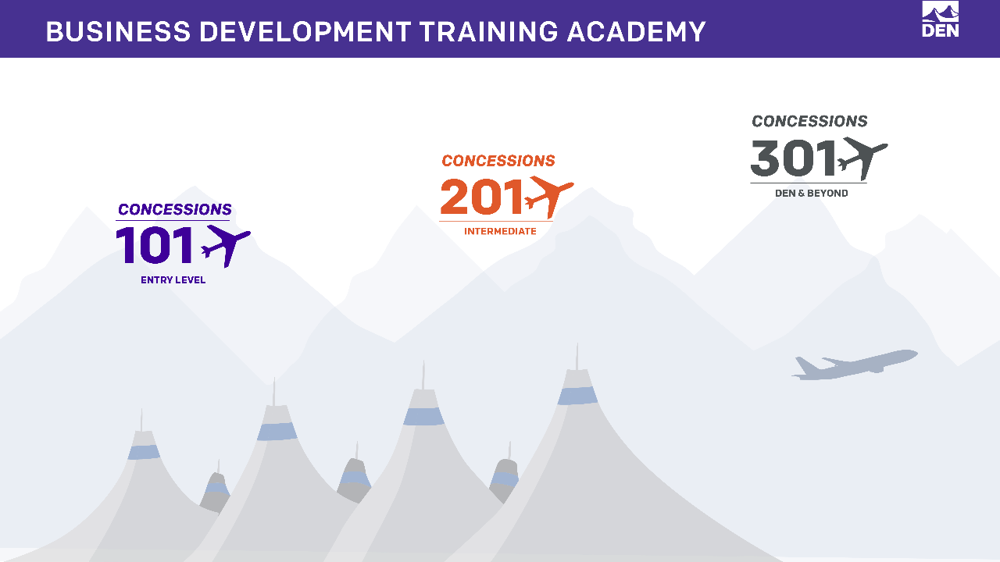 BUSINESS DEVELOPMENT TRAINING ACADEMY
DEN
CONCESSIONS
101
ENTRY LEVEL
CONCESSIONS
201
INTERMEDIATE
CONCESSIONS
301
DEN & BEYOND